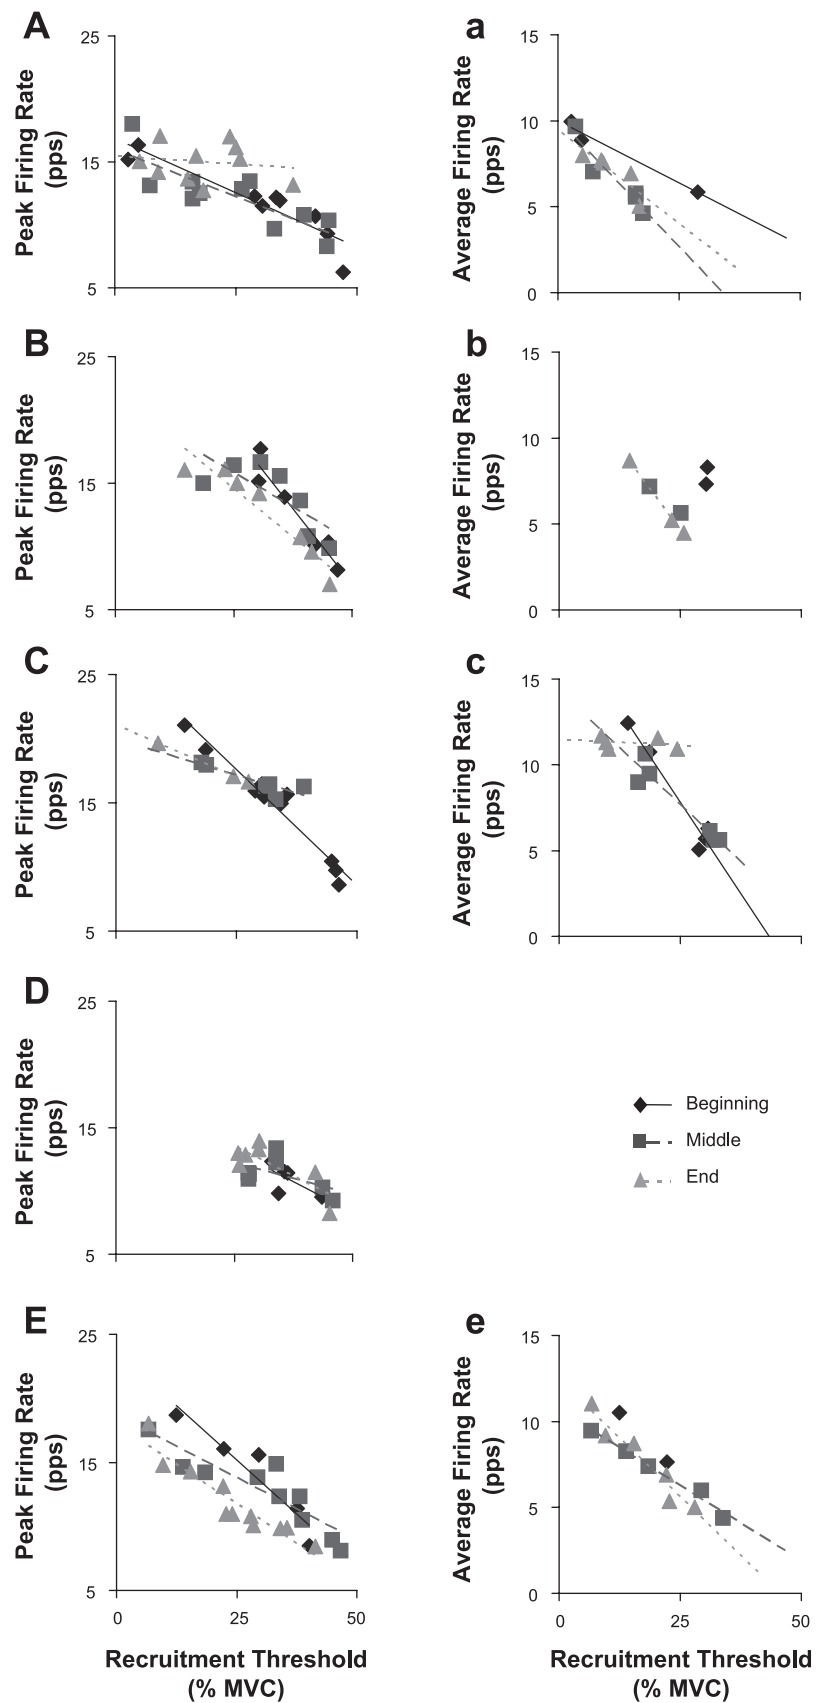 A
25
15
5
Peak Firing Rate
(pps)
a
15
10
5
0
Average Firing Rate
(pps)
B
25
15
5
Peak Firing Rate
(pps)
b
15
10
5
0
Average Firing Rate
(pps)
C
25
15
5
Peak Firing Rate
(pps)
c
15
10
5
0
Average Firing Rate
(pps)
D
25
15
5
Peak Firing Rate
(pps)
Beginning
Middle
End
E
25
15
5
Peak Firing Rate
(pps)
0 25 50
Recruitment Threshold
(% MVC)
e
15
10
5
0
Average Firing Rate
(pps)
0 25 50
Recruitment Threshold
(% MVC)